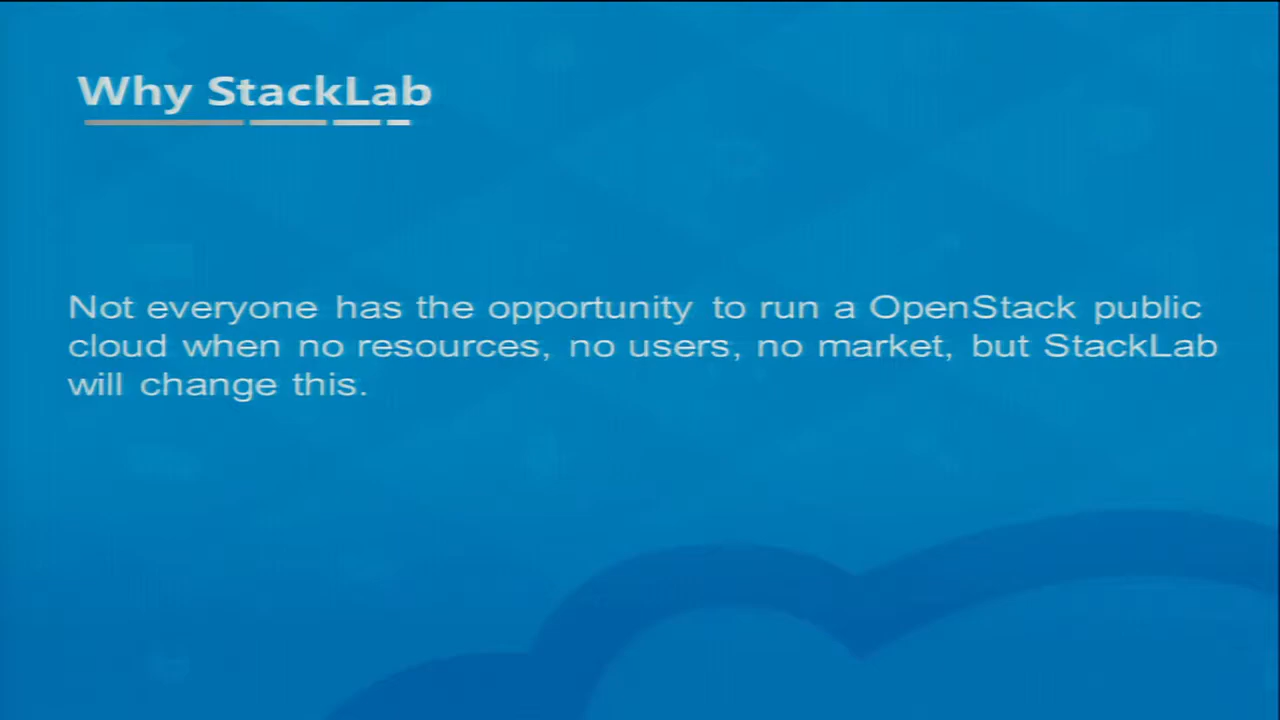 Why StackLab
Not everyone has the opportunity to run a OpenStack public
cloud when no resources, no users, no market, but StackLab
will change this.